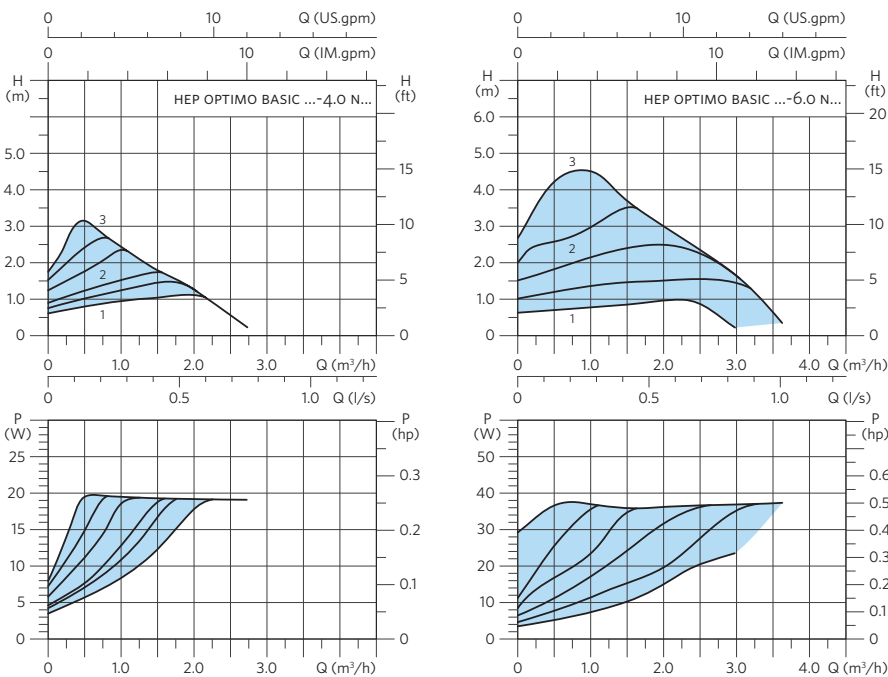 0 10 Q (US.gpm)
0 10 Q (IM.gpm)
H
(m)
H
(ft)
HEP OPTIMO BASIC ...-4.0 N...
5.0
4.0
3.0
2.0
1.0
0
15
10
5
0
3
2
1
0 1.0 2.0 3.0 Q (m³/h)
0 0.5 1.0 Q (l/s)
P
(W)
P
(hp)
25
20
15
10
5
0
0.3
0.2
0.1
0
0 1.0 2.0 3.0 Q (m³/h)
0 10 Q (US.gpm)
0 10 Q (IM.gpm)
H
(m)
H
(ft)
HEP OPTIMO BASIC ...-6.0 N...
6.0
5.0
4.0
3.0
2.0
1.0
0
20
15
10
5
0
3
2
1
0 1.0 2.0 3.0 4.0 Q (m³/h)
0 0.5 1.0 Q (l/s)
P
(W)
P
(hp)
50
40
30
20
10
0
0.6
0.5
0.4
0.3
0.2
0.1
0
0 1.0 2.0 3.0 4.0 Q (m³/h)